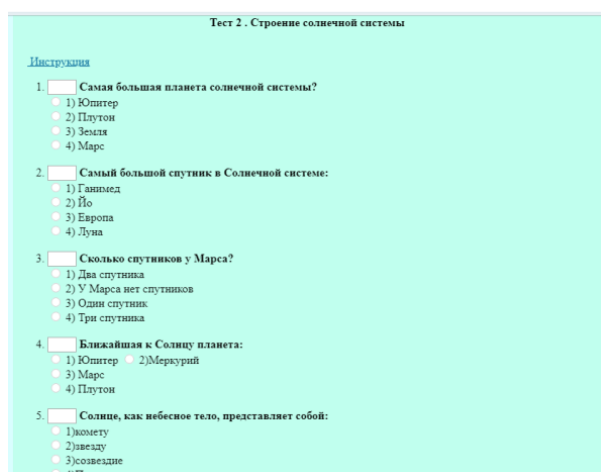 Тест 2 . Строение солнечной системы
Инструкция
1. Самая большая планета солнечной системы?
1) Юпитер
2) Плутон
3) Земля
4) Марс
2. Самый большой спутник в Солнечной системе:
1) Ганимед
2) Йо
3) Европа
4) Луна
3. Сколько спутников у Марса?
1) Два спутника
2) У Марса нет спутников
3) Один спутник
4) Три спутника
4. Ближайшая к Солнцу планета:
1) Юпитер 2)Меркурий
3) Марс
4) Плутон
5. Солнце, как небесное тело, представляет собой:
1)комету
2)звезду
3)созвездие